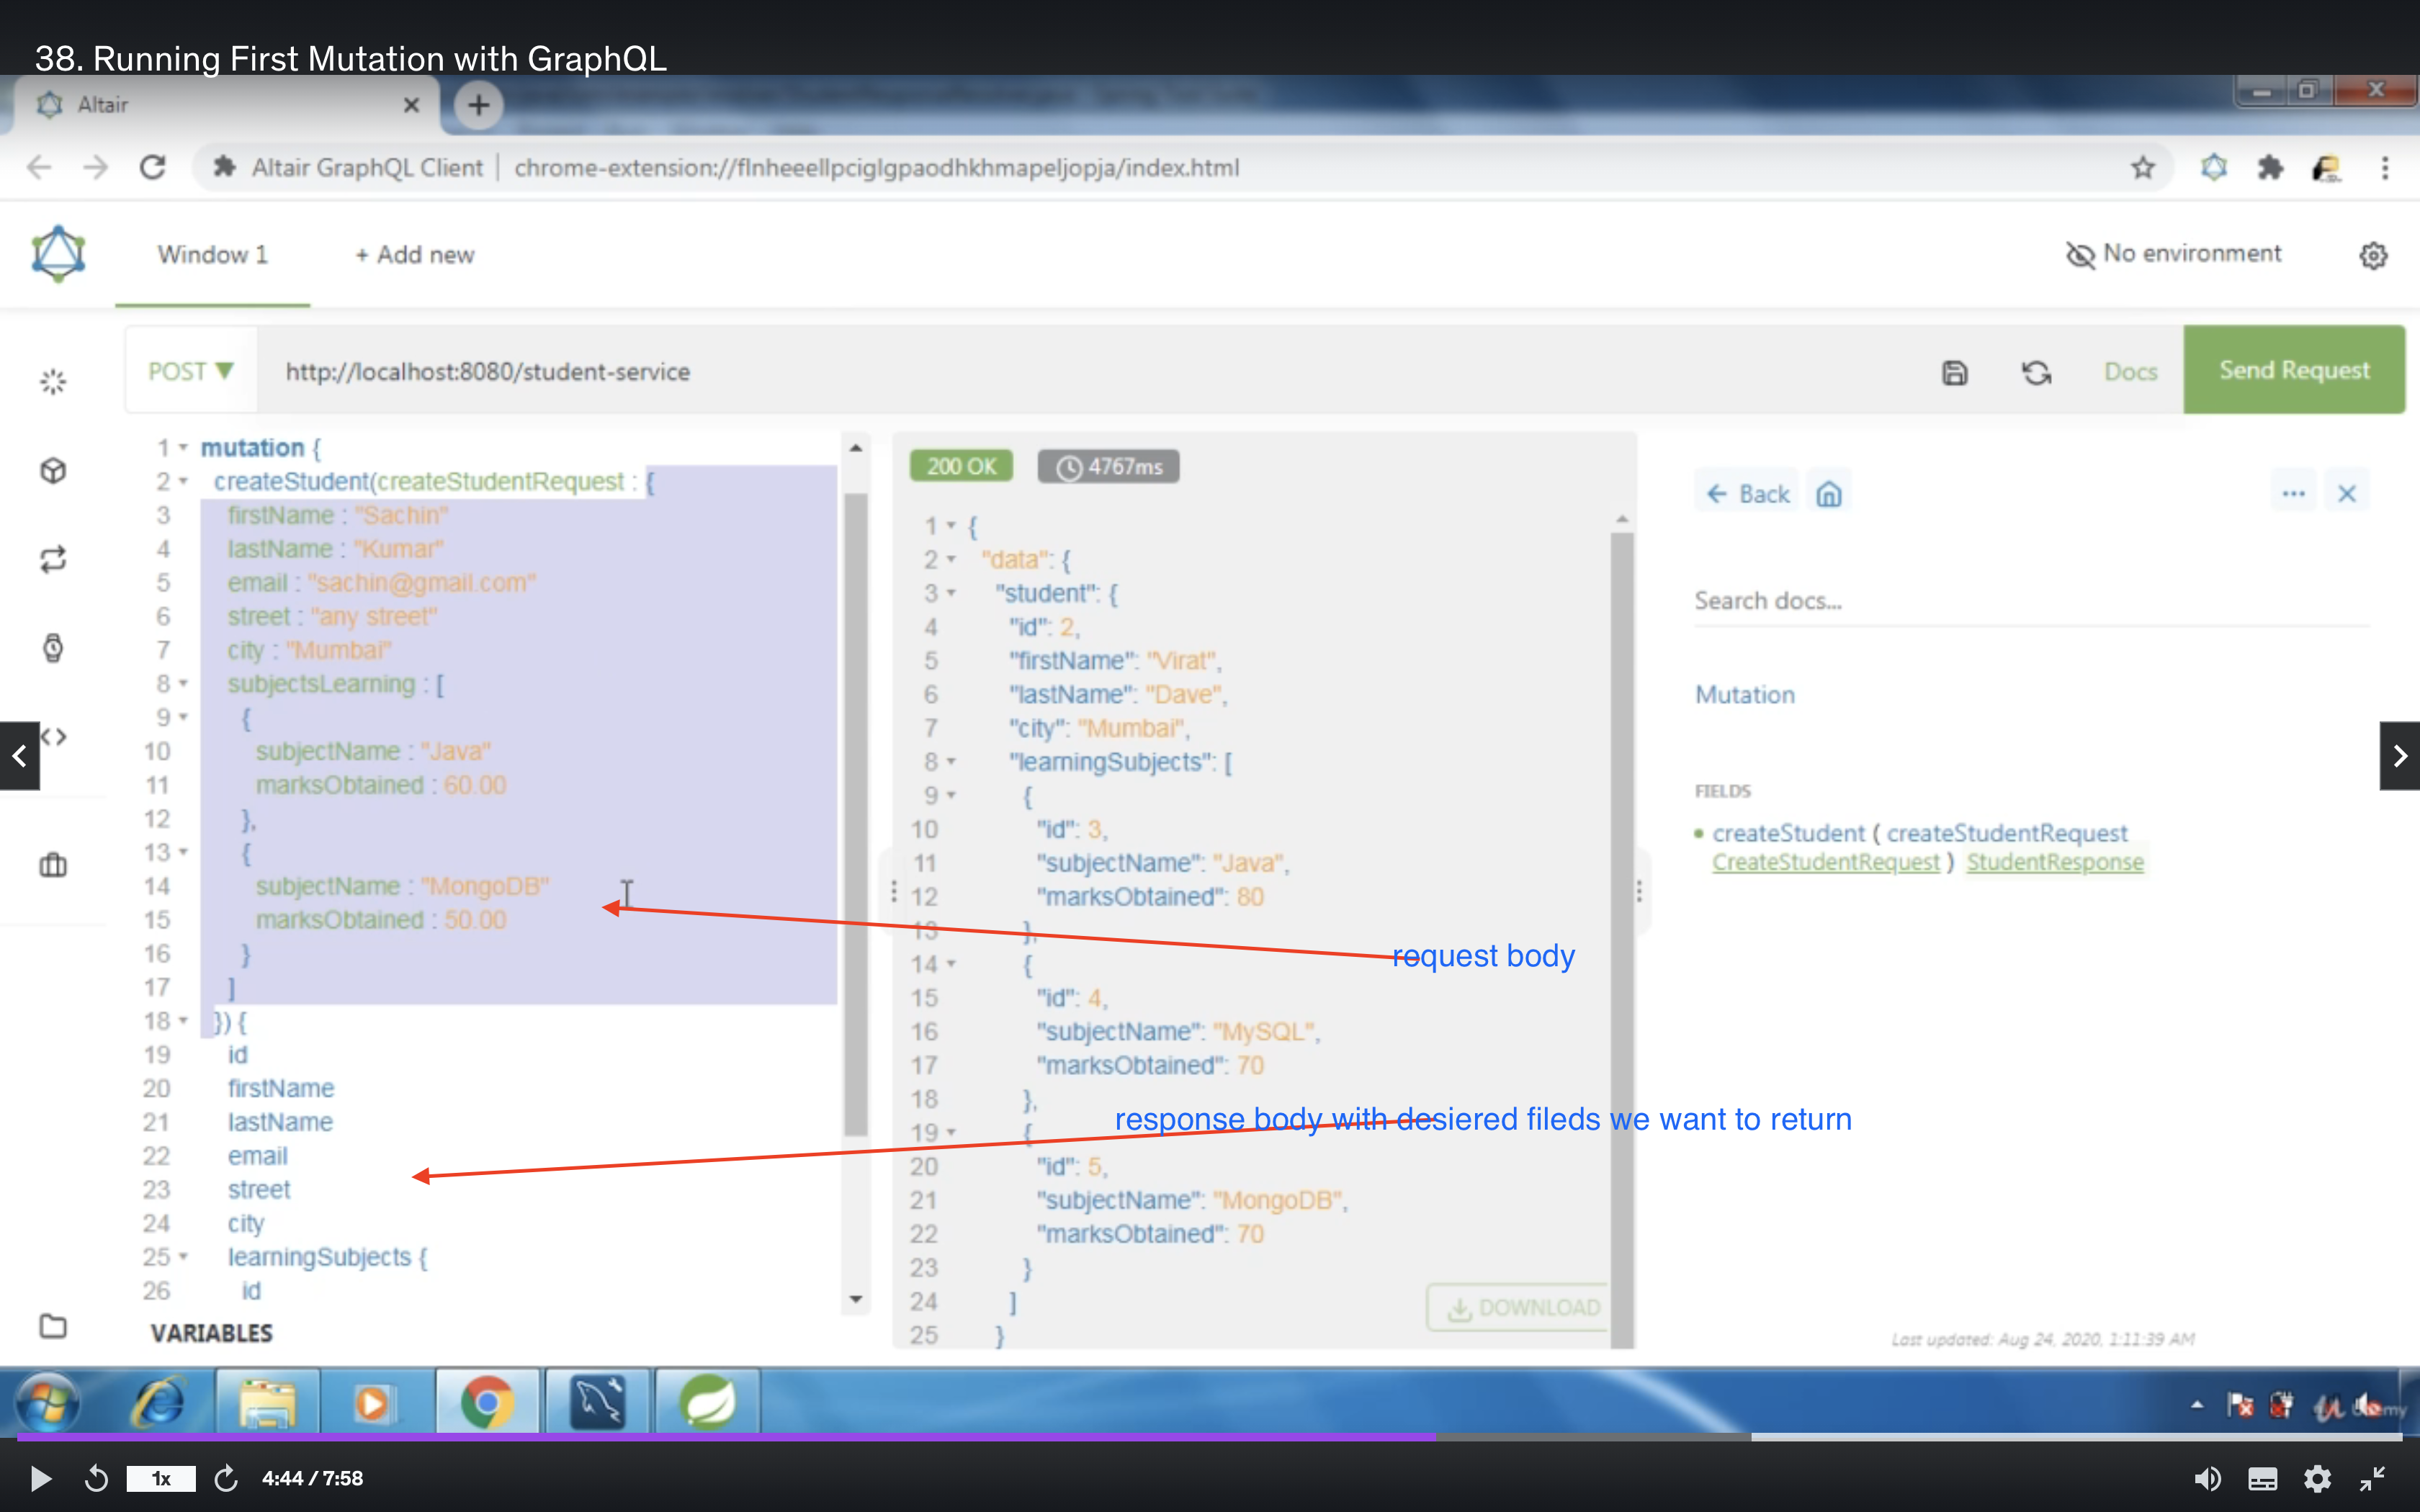 38. Running First Mutation with GraphQL
Altair
Altair GraphQL Client | chrome-extension://flnheeellpciglgpaodhkhmapeljopja/index.html
Window 1
+ Add new
No environment
POST
http://localhost:8080/student-service
Docs
Send Request
1 mutation {
2 createStudent(createStudentRequest : {
3 firstName : "Sachin"
4 lastName : "Kumar"
5 email : "sachin@gmail.com"
6 street : "any street"
7 city : "Mumbai"
8 subjectsLearning : [
9 {
10 subjectName : "Java"
11 marksObtained : 60.00
12 },
13 {
14 subjectName : "MongoDB"
15 marksObtained : 50.00
16 }
17 ]
18 }) {
19 id
20 firstName
21 lastName
22 email
23 street
24 city
25 learningSubjects {
26 id
VARIABLES
200 OK
4767ms
1 {
2 "data": {
3 "student": {
4 "id": 2,
5 "firstName": "Virat",
6 "lastName": "Dave",
7 "city": "Mumbai",
8 "learningSubjects": [
9 {
10 "id": 3,
11 "subjectName": "Java",
12 "marksObtained": 80
13 },
14 {
15 "id": 4,
16 "subjectName": "MySQL",
17 "marksObtained": 70
18 },
19 {
20 "id": 5,
21 "subjectName": "MongoDB",
22 "marksObtained": 70
23 }
24 ]
25 }
DOWNLOAD
request body
response body with desiered fileds we want to return
Back
Search docs...
Mutation
FIELDS
createStudent ( createStudentRequest
CreateStudentRequest ) StudentResponse
Last updated: Aug 24, 2020, 1:11:39 AM
1x
4:44 / 7:58